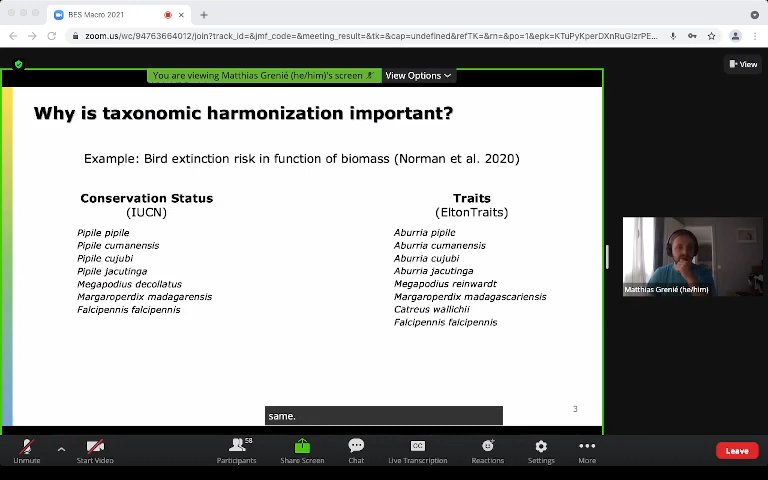 BES Macro 2021
zoom.us/wc/94763664012/join?track_id=&jmf_code=&meeting_result=&tk=&cap=undefined&refTK=&rn=&po=1&epk=KTuPyKperDXnRuGlzrPE...
You are viewing Matthias Grenié (he/him)'s screen
View Options
View
Why is taxonomic harmonization important?
Example: Bird extinction risk in function of biomass (Norman et al. 2020)
Conservation Status
(IUCN)
Pipile pipile
Pipile cumanensis
Pipile cujubi
Pipile jacutinga
Megapodius decollatus
Margaroperdix madagarensis
Falcipennis falcipennis
Traits
(EltonTraits)
Aburria pipile
Aburria cumanensis
Aburria cujubi
Aburria jacutinga
Megapodius reinwardt
Margaroperdix madagascariensis
Catreus wallichii
Falcipennis falcipennis
Matthias Grenié (he/him)
same.
3
Unmute
Start Video
58
Participants
Share Screen
Chat
CC
Live Transcription
Reactions
Settings
More
Leave